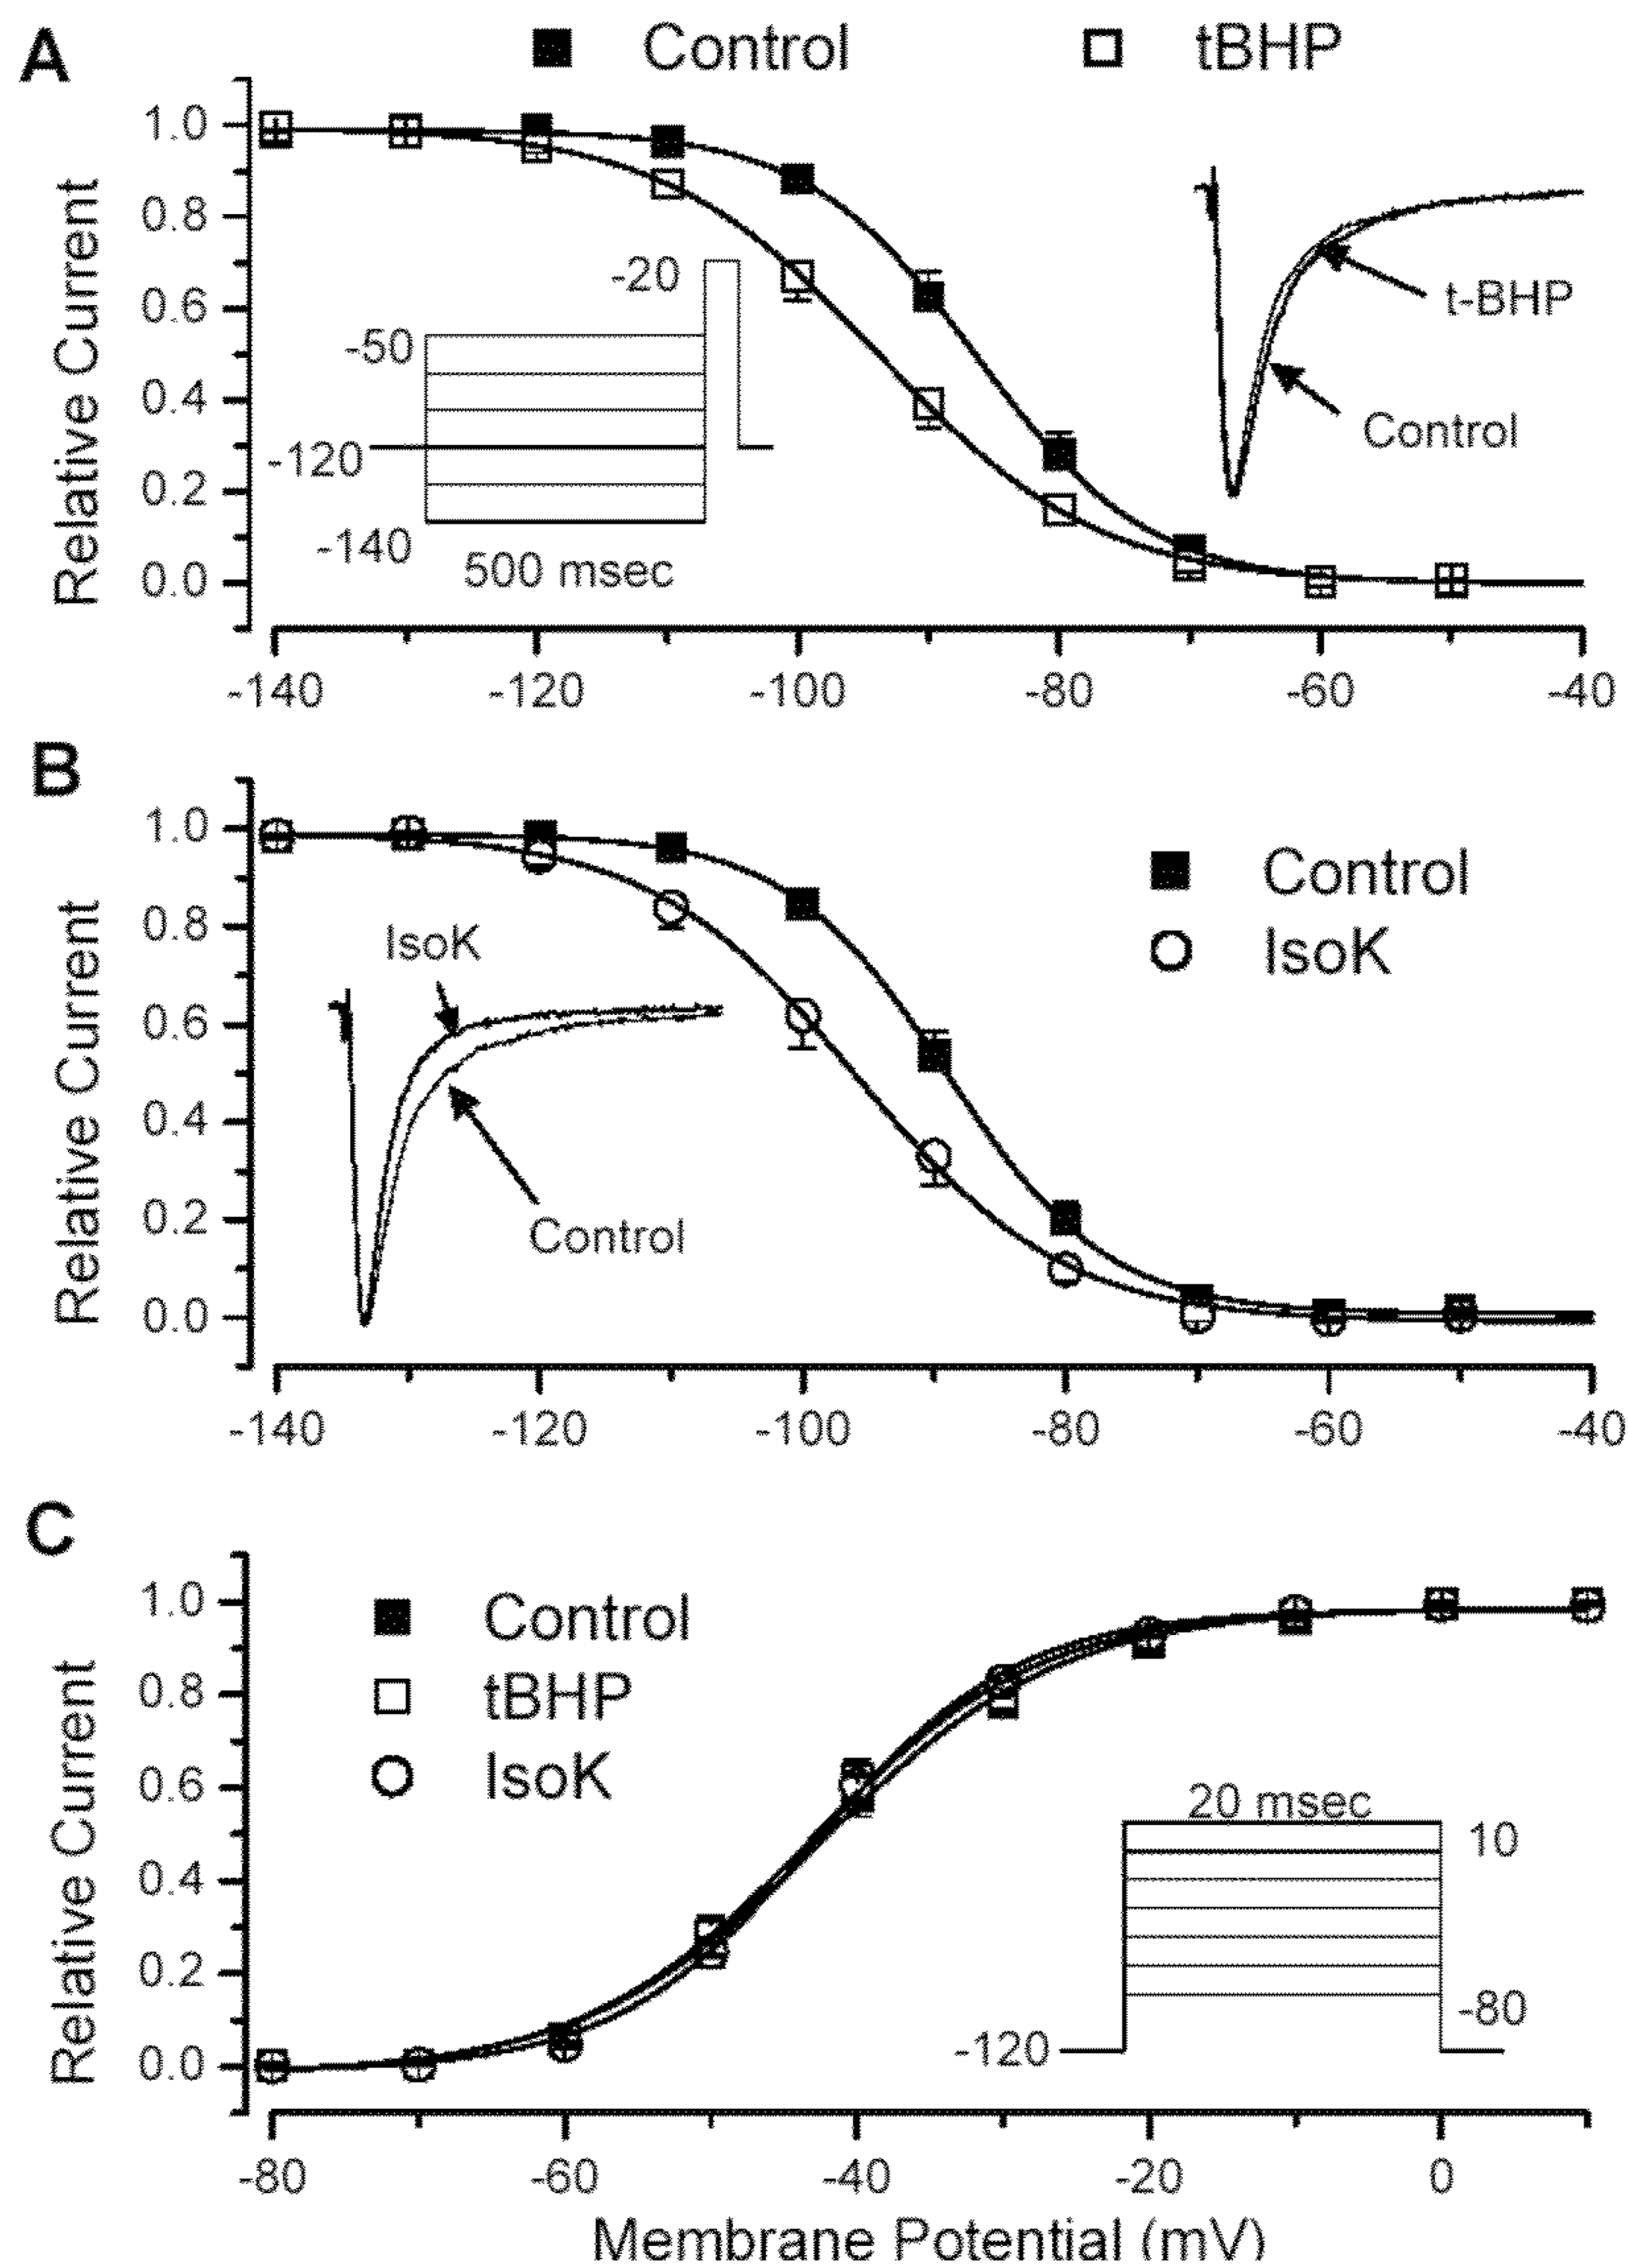 A
Control
tBHP
Relative Current
1.0
0.8
0.6
0.4
0.2
0.0
-20
-50
-120
-140
500 msec
t-BHP
Control
-140
-120
-100
-80
-60
-40
B
Relative Current
1.0
0.8
0.6
0.4
0.2
0.0
IsoK
Control
Control
IsoK
-140
-120
-100
-80
-60
-40
C
Relative Current
1.0
0.8
0.6
0.4
0.2
0.0
Control
tBHP
IsoK
20 msec
10
-80
-120
-80
-60
-40
-20
0
Membrane Potential (mV)